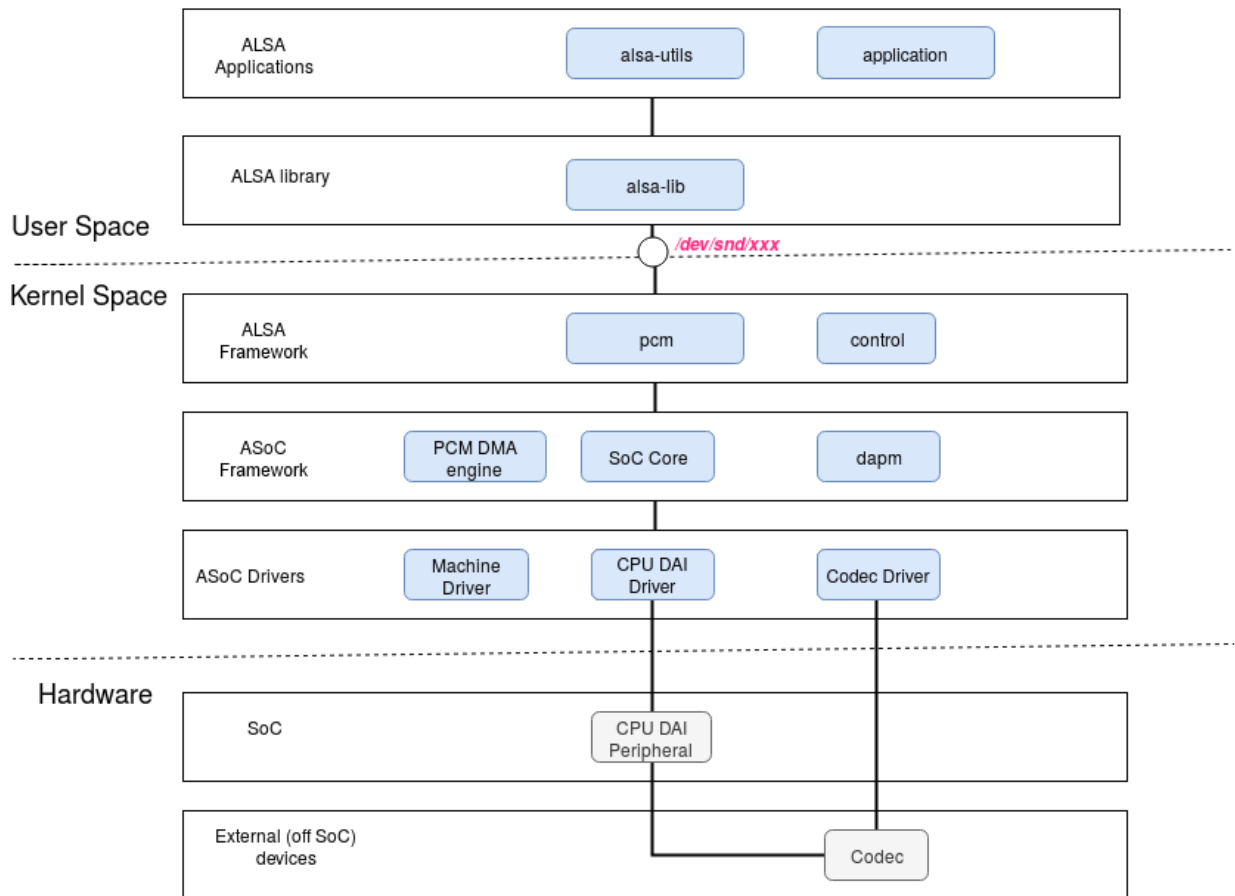 ALSA
Applications
alsa-utils
application
ALSA library
alsa-lib
User Space
/dev/snd/xxx
Kernel Space
ALSA
Framework
pcm
control
ASoC
Framework
PCM DMA
engine
SoC Core
dapm
ASoC Drivers
Machine
Driver
CPU DAI
Driver
Codec Driver
Hardware
SoC
CPU DAI
Peripheral
External (off SoC)
devices
Codec